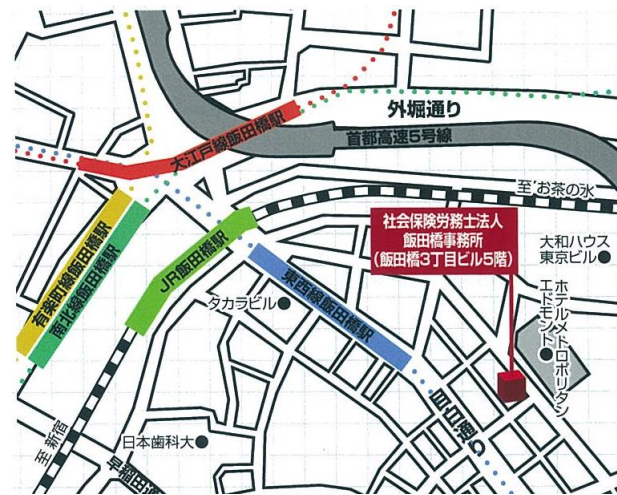 外堀通り
首都高速5号線
大江戸線飯田橋駅
至 お茶の水
社会保険労務士法人
飯田橋事務所
(飯田橋3丁目ビル5階)
大和ハウス
東京ビル
有楽町線飯田橋駅
南北線飯田橋駅
JR飯田橋駅
東西線飯田橋駅
タカラビル
ホテルメトロポリタン
エドモント
目白通り
日本歯科大
至 新宿